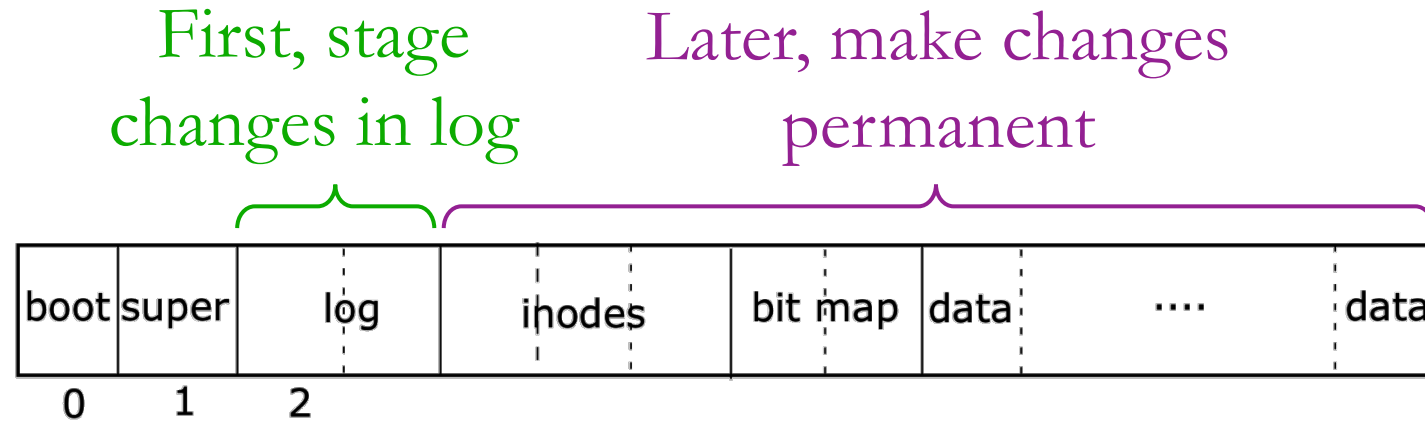 First, stage
changes in log
Later, make changes
permanent
boot super log inodes bit map data .... data
0 1 2